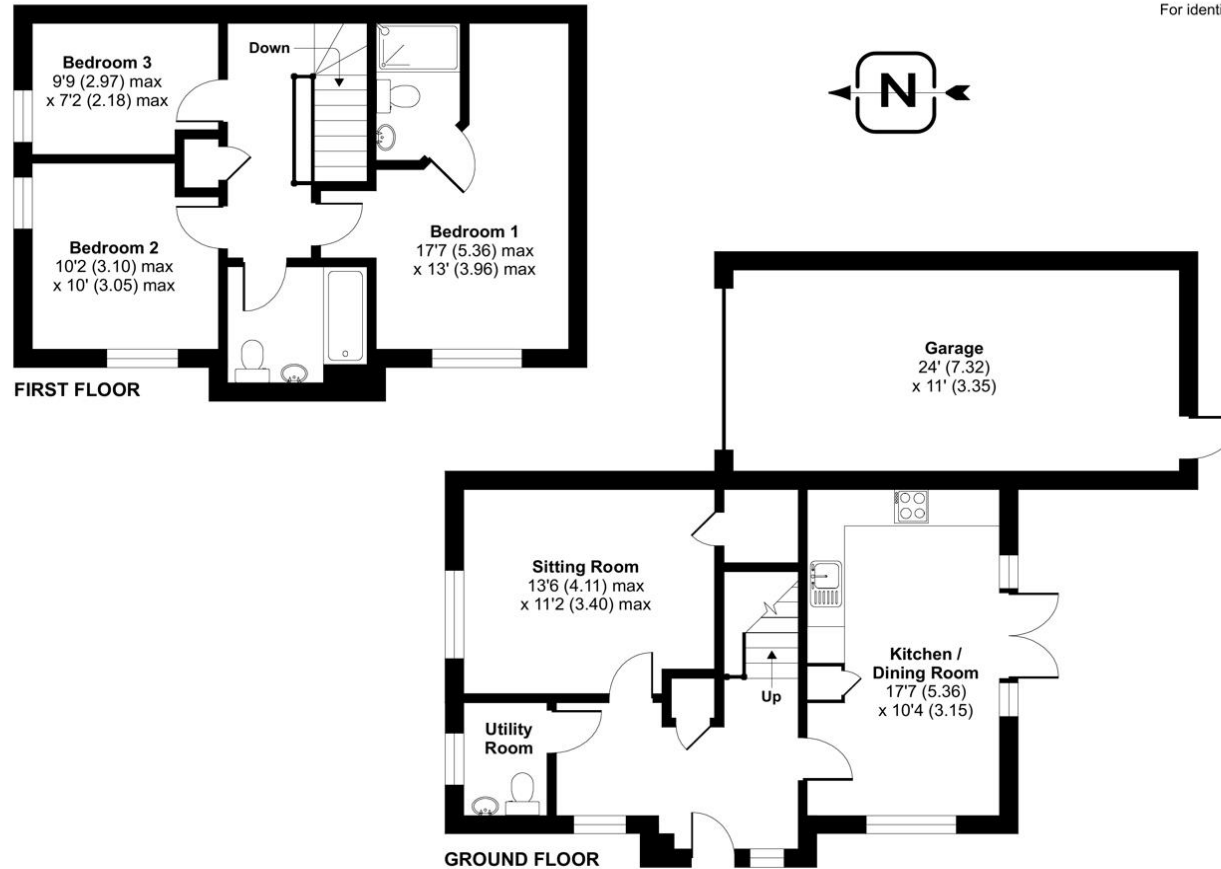 For identi
Bedroom 3
9'9 (2.97) max
x 7'2 (2.18) max
Down
N
Bedroom 2
10'2 (3.10) max
x 10' (3.05) max
Bedroom 1
17'7 (5.36) max
x 13' (3.96) max
FIRST FLOOR
Garage
24' (7.32)
x 11' (3.35)
Sitting Room
13'6 (4.11) max
x 11'2 (3.40) max
Kitchen /
Dining Room
17'7 (5.36)
x 10'4 (3.15)
Up
Utility
Room
GROUND FLOOR